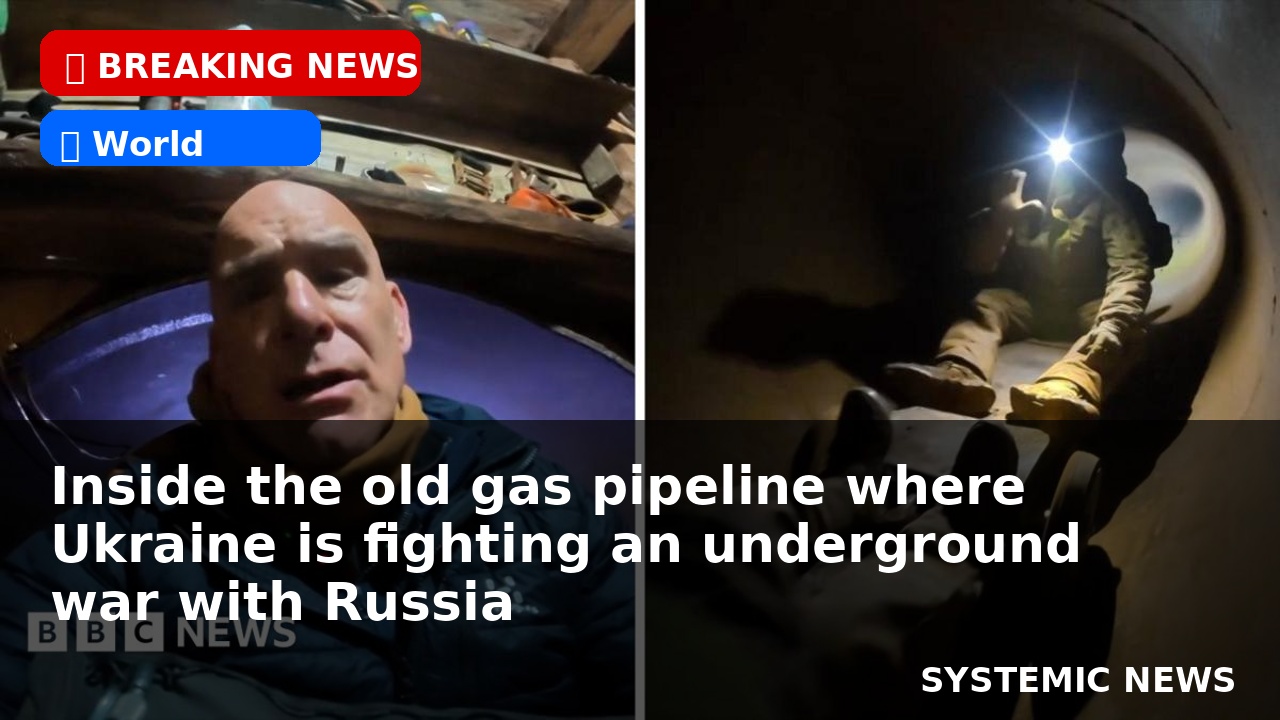 BREAKING NEWS
World
Inside the old gas pipeline where
Ukraine is fighting an underground
war with Russia
BBC NEWS
SYSTEMIC NEWS